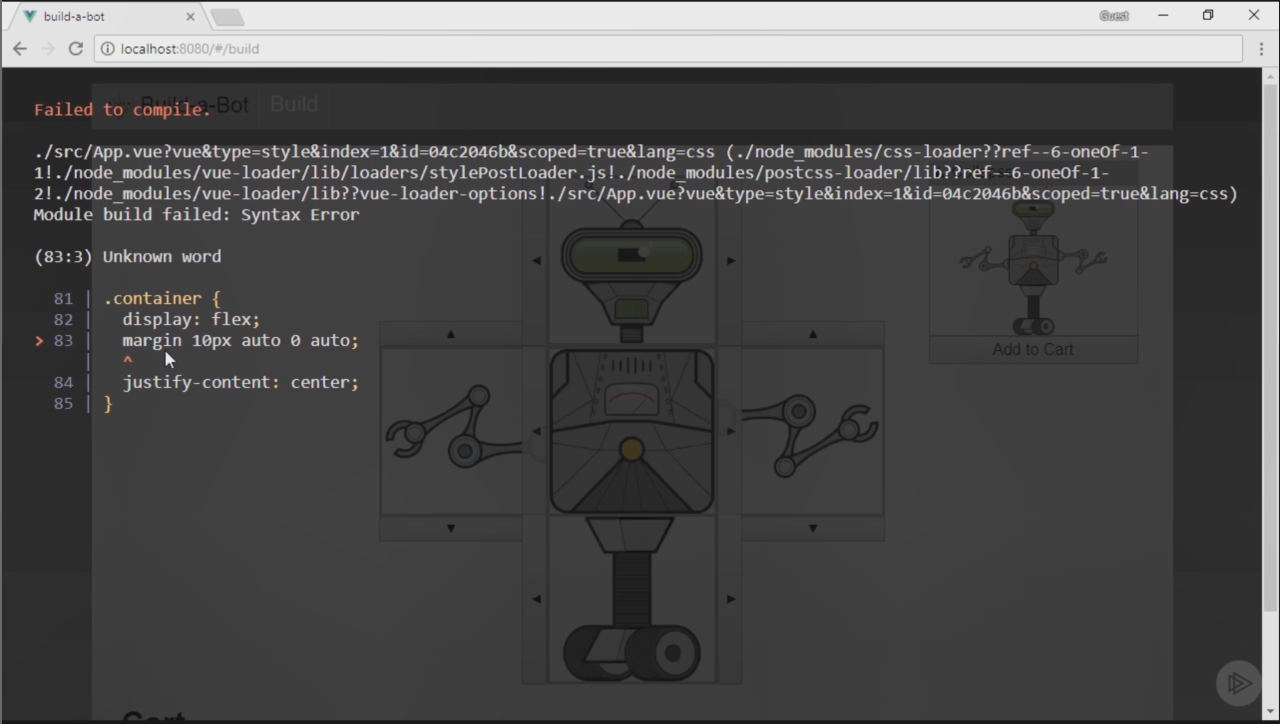 build-a-bot
Guest
localhost:8080/#/build
Build-a-Bot
Build
Failed to compile.
./src/App.vue?vue&type=style&index=1&id=04c2046b&scoped=true&lang=css (./node_modules/css-loader??ref--6-oneOf-1-
1!./node_modules/vue-loader/lib/loaders/stylePostLoader.js!./node_modules/postcss-loader/lib??ref--6-oneOf-1-
2!./node_modules/vue-loader/lib??vue-loader-options!./src/App.vue?vue&type=style&index=1&id=04c2046b&scoped=true&lang=css)
Module build failed: Syntax Error
(83:3) Unknown word
81 | .container {
82 | display: flex;
> 83 | margin 10px auto 0 auto;
| ^
84 | justify-content: center;
85 | }
Add to Cart
Cart